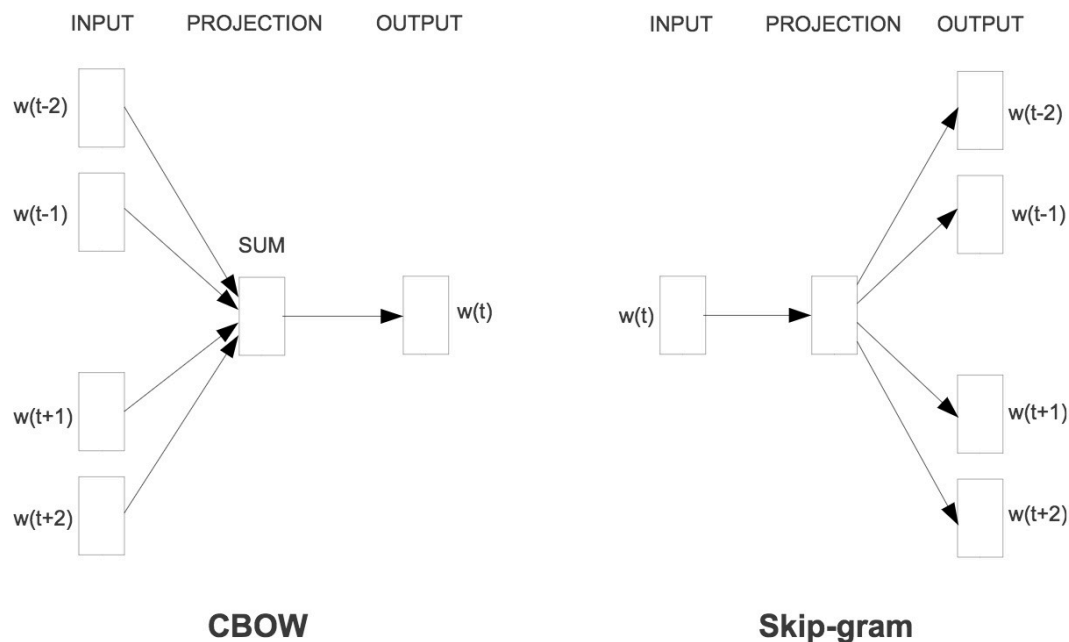 INPUT PROJECTION OUTPUT
w(t-2)
w(t-1)
SUM
w(t)
w(t+1)
w(t+2)
CBOW
INPUT PROJECTION OUTPUT
w(t-2)
w(t-1)
w(t)
w(t+1)
w(t+2)
Skip-gram